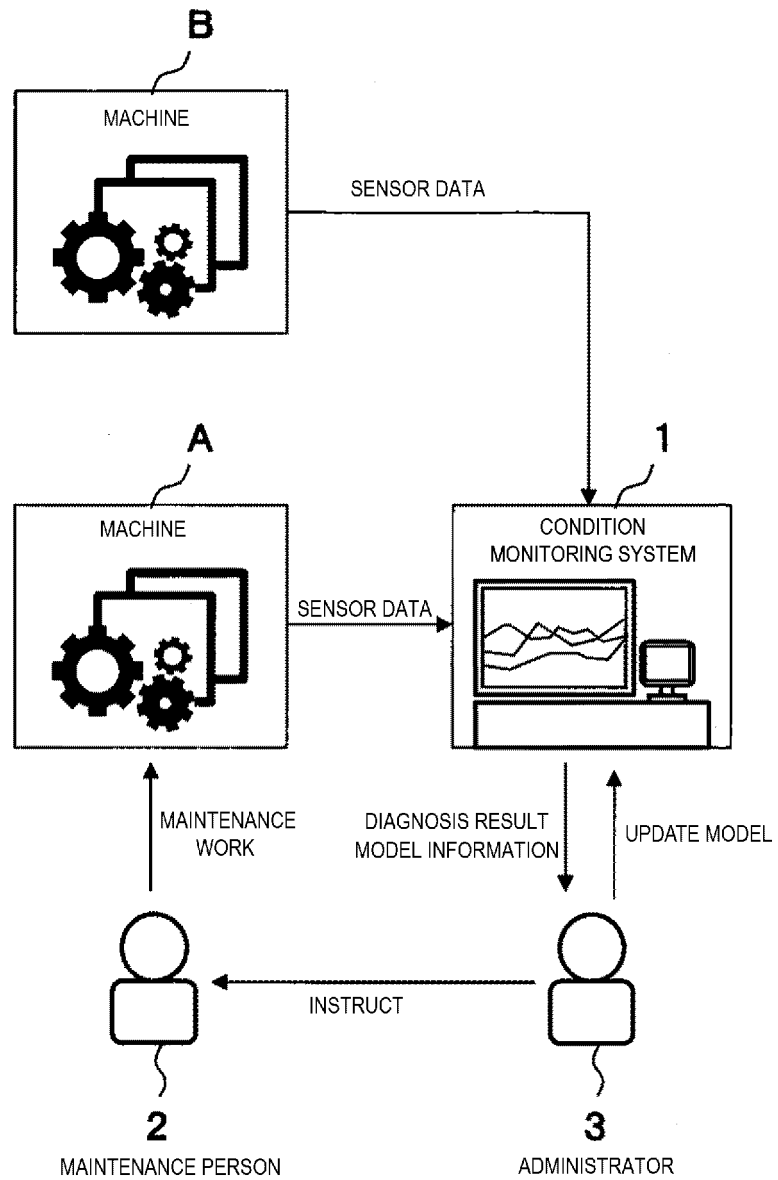 B
MACHINE
SENSOR DATA
A
MACHINE
SENSOR DATA
1
CONDITION
MONITORING SYSTEM
MAINTENANCE
WORK
DIAGNOSIS RESULT
MODEL INFORMATION
UPDATE MODEL
INSTRUCT
2
MAINTENANCE PERSON
3
ADMINISTRATOR